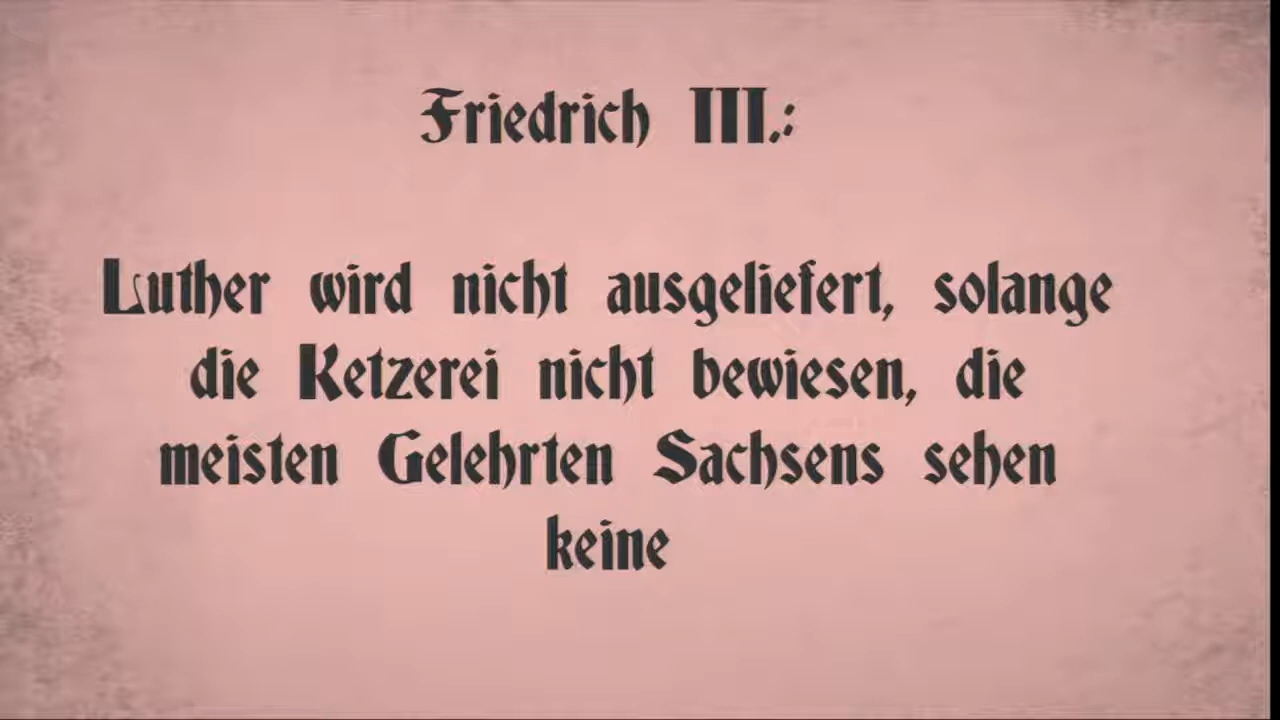 Friedrich III.:
Luther wird nicht ausgeliefert, solange
die Ketzerei nicht bewiesen, die
meisten Gelehrten Sachsens sehen
keine